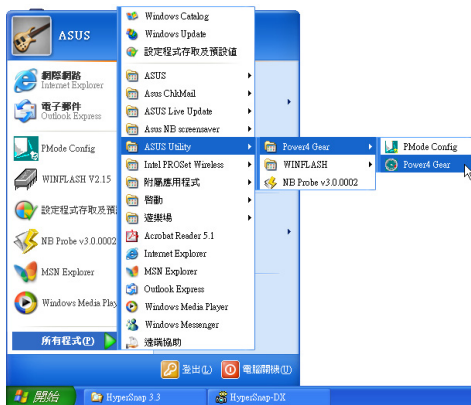 ASUS
網際網路
Internet Explorer
電子郵件
Outlook Express
PMode Config
WINFLASH V2.15
設定程式存取及預
NB Probe v3.0.0002
MSN Explorer
Windows Media Play
所有程式(P)
Windows Catalog
Windows Update
設定程式存取及預設值
ASUS
Asus ChkMail
ASUS Live Update
Asus NB screensaver
ASUS Utility
Intel PROSet Wireless
附屬應用程式
啓動
遊樂場
Acrobat Reader 5.1
Internet Explorer
MSN Explorer
Outlook Express
Windows Media Player
Windows Messenger
遠端協助
Power4 Gear
WINFLASH
NB Probe v3.0.0002
PMode Config
Power4 Gear
登出(L)
電腦關機(U)
開始
HyperSnap 3.3
HyperSnap-DX